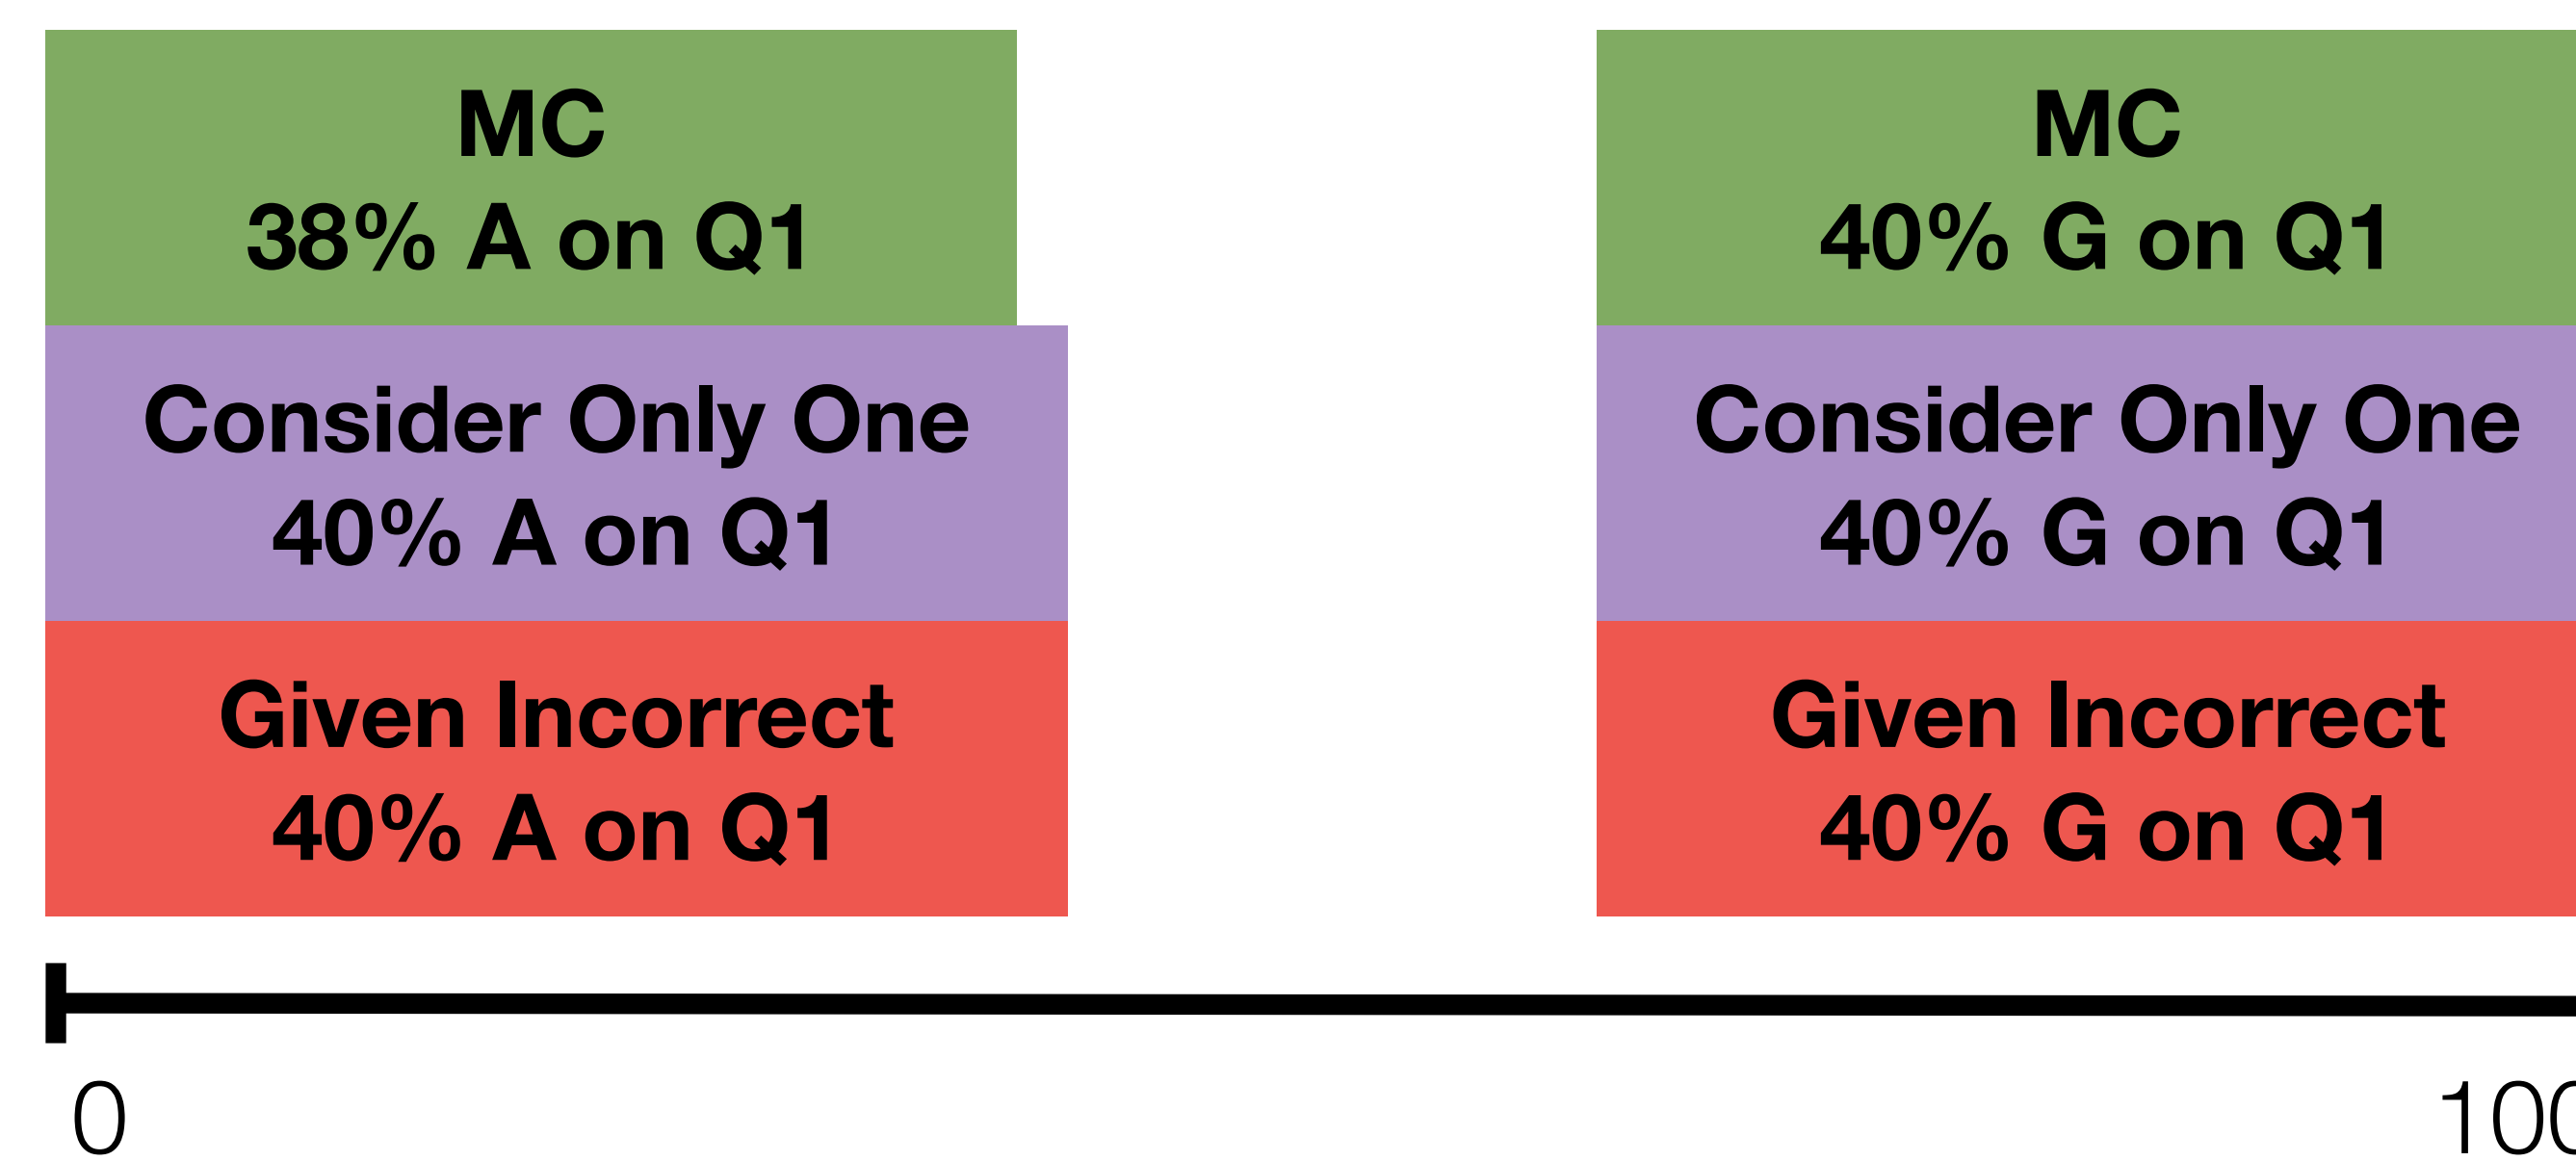 MC
38% A on Q1
MC
40% G on Q1
Consider Only One
40% A on Q1
Consider Only One
40% G on Q1
Given Incorrect
40% A on Q1
Given Incorrect
40% G on Q1
0
100